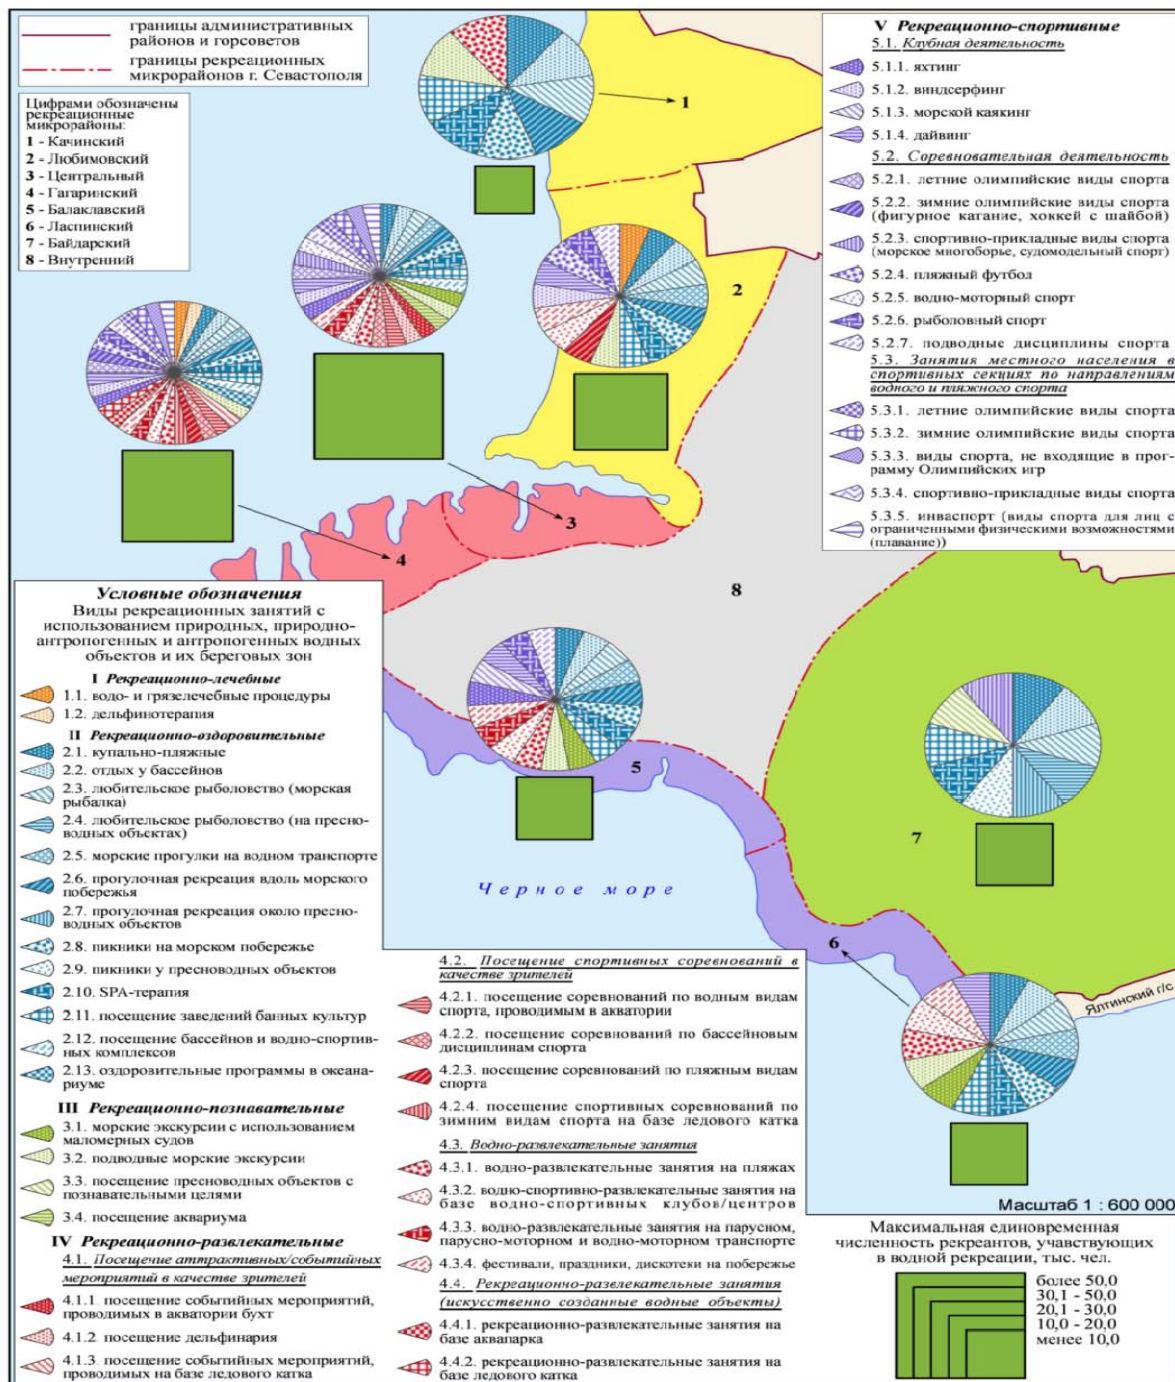 границы административных
районов и горсоветов
границы рекреационных
микрорайонов г. Севастополя
Цифрами обозначены
рекреационные
микрорайоны:
1 - Качинский
2 - Любимовский
3 - Центральный
4 - Гагаринский
5 - Балаклавский
6 - Ласпинский
7 - Байдарский
8 - Внутренний
1
2
3
4
8
5
7
6
Черное море
Ялтинский г/с
V Рекреационно-спортивные
5.1. Клубная деятельность
5.1.1. яхтинг
5.1.2. виндсерфинг
5.1.3. морской каякинг
5.1.4. дайвинг
5.2. Соревновательная деятельность
5.2.1. летние олимпийские виды спорта
5.2.2. зимние олимпийские виды спорта
(фигурное катание, хоккей с шайбой)
5.2.3. спортивно-прикладные виды спорта
(морское многоборье, судомодельный спорт)
5.2.4. пляжный футбол
5.2.5. водно-моторный спорт
5.2.6. рыболовный спорт
5.2.7. подводные дисциплины спорта
5.3. Занятия местного населения в
спортивных секциях по направлениям
водного и пляжного спорта
5.3.1. летние олимпийские виды спорта
5.3.2. зимние олимпийские виды спорта
5.3.3. виды спорта, не входящие в прог-
рамму Олимпийских игр
5.3.4. спортивно-прикладные виды спорта
5.3.5. инваспорт (виды спорта для лиц с
ограниченными физическими возможностями
(плавание))
Условные обозначения
Виды рекреационных занятий с
использованием природных, природно-
антропогенных и антропогенных водных
объектов и их береговых зон
I Рекреационно-лечебные
1.1. водо- и грязелечебные процедуры
1.2. дельфинотерапия
II Рекреационно-оздоровительные
2.1. купально-пляжные
2.2. отдых у бассейнов
2.3. любительское рыболовство (морская
рыбалка)
2.4. любительское рыболовство (на пресно-
водных объектах)
2.5. морские прогулки на водном транспорте
2.6. прогулочная рекреация вдоль морского
побережья
2.7. прогулочная рекреация около пресно-
водных объектов
2.8. пикники на морском побережье
2.9. пикники у пресноводных объектов
2.10. SPA-терапия
2.11. посещение заведений банных культур
2.12. посещение бассейнов и водно-спортив-
ных комплексов
2.13. оздоровительные программы в океана-
риуме
III Рекреационно-познавательные
3.1. морские экскурсии с использованием
маломерных судов
3.2. подводные морские экскурсии
3.3. посещение пресноводных объектов с
познавательными целями
3.4. посещение аквариума
IV Рекреационно-развлекательные
4.1. Посещение аттрактивных/событийных
мероприятий в качестве зрителей
4.1.1. посещение событийных мероприятий,
проводимых в акватории бухт
4.1.2. посещение дельфинария
4.1.3. посещение событийных мероприятий,
проводимых на базе ледового катка
4.2. Посещение спортивных соревнований в
качестве зрителей
4.2.1. посещение соревнований по водным видам
спорта, проводимым в акватории
4.2.2. посещение соревнований по бассейновым
дисциплинам спорта
4.2.3. посещение соревнований по пляжным видам
спорта
4.2.4. посещение спортивных соревнований по
зимним видам спорта на базе ледового катка
4.3. Водно-развлекательные занятия
4.3.1. водно-развлекательные занятия на пляжах
4.3.2. водно-спортивно-развлекательные занятия на
базе водно-спортивных клубов/центров
4.3.3. водно-развлекательные занятия на парусном,
парусно-моторном и водно-моторном транспорте
4.3.4. фестивали, праздники, дискотеки на побережье
4.4. Рекреационно-развлекательные занятия
(искусственно созданные водные объекты)
4.4.1. рекреационно-развлекательные занятия на
базе аквапарка
4.4.2. рекреационно-развлекательные занятия на
базе ледового катка
Масштаб 1 : 600 000
Максимальная единовременная
численность рекреантов, учавствующих
в водной рекреации, тыс. чел.
более 50,0
30,1 - 50,0
20,1 - 30,0
10,0 - 20,0
менее 10,0